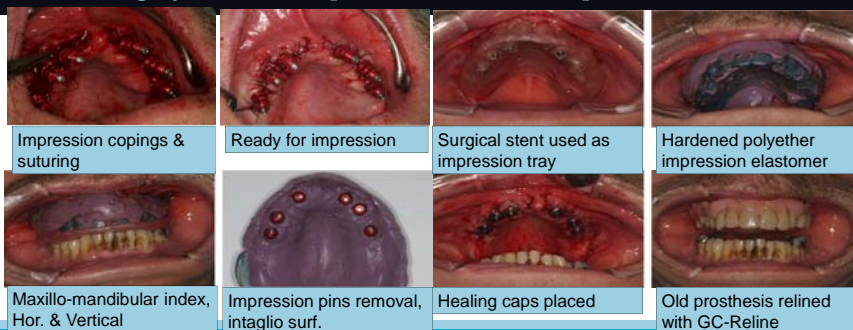 Impression copings &
suturing
Ready for impression
Surgical stent used as
impression tray
Hardened polyether
impression elastomer
Maxillo-mandibular index,
Hor. & Vertical
Impression pins removal,
intaglio surf.
Healing caps placed
Old prosthesis relined
with GC-Reline